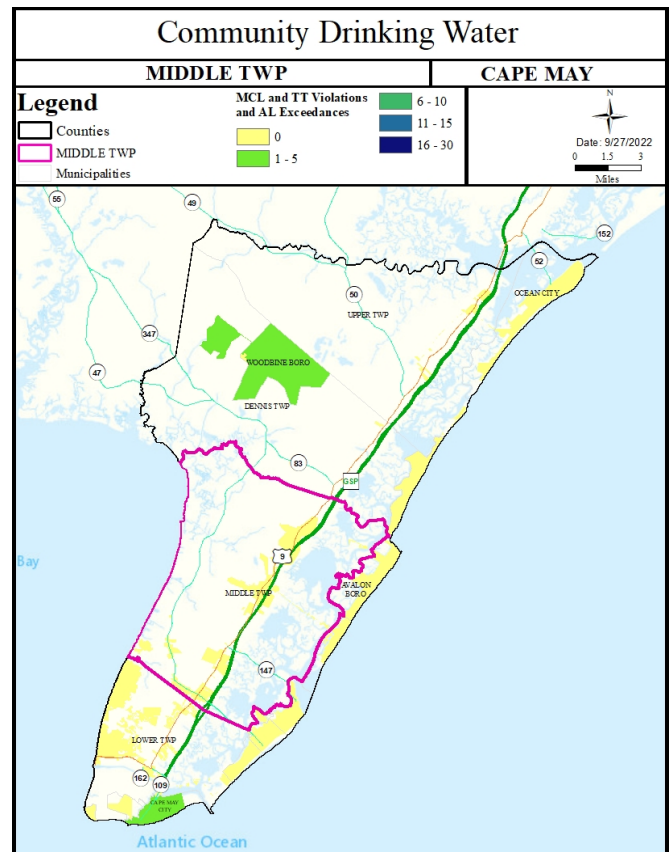 Community Drinking Water
MIDDLE TWP
CAPE MAY
Legend
Counties
MIDDLE TWP
Municipalities
MCL and TT Violations
and AL Exceedances
0
1 - 5
6 - 10
11 - 15
16 - 30
N
Date: 9/27/2022
0 1.5 3
Miles
55
49
152
52
50
OCEAN CITY
UPPER TWP
347
WOODBINE BORO
47
DENNIS TWP
83
GSP
9
Bay
MIDDLE TWP
AVALON
BORO
147
LOWER TWP
162
109
CAPE MAY
CITY
Atlantic Ocean